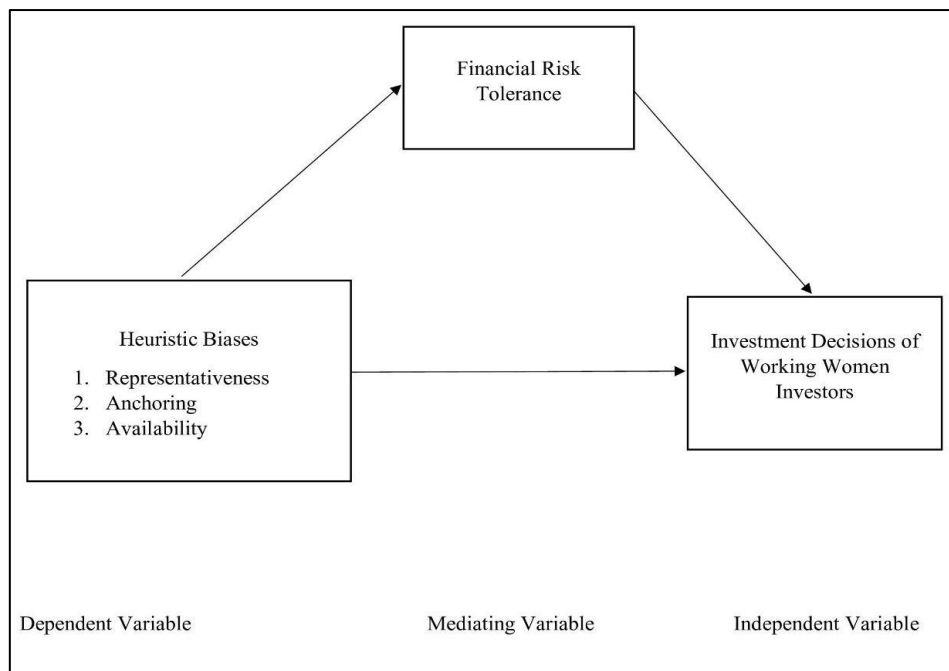 Financial Risk
Tolerance
Heuristic Biases
1. Representativeness
2. Anchoring
3. Availability
Investment Decisions of
Working Women
Investors
Dependent Variable
Mediating Variable
Independent Variable